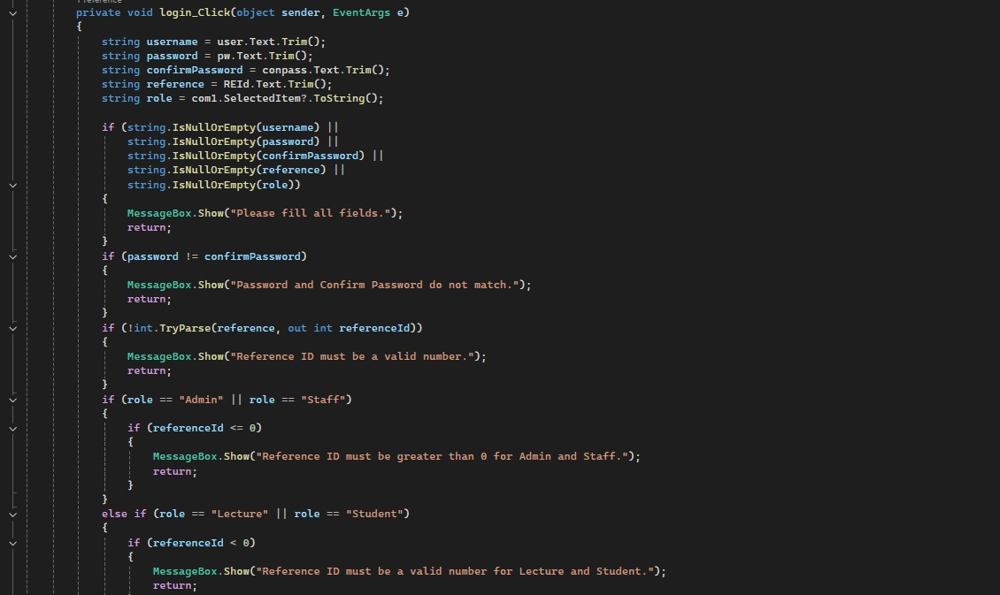 1 reference
private void login_Click(object sender, EventArgs e)
{
string username = user.Text.Trim();
string password = pw.Text.Trim();
string confirmPassword = conpass.Text.Trim();
string reference = REId.Text.Trim();
string role = com1.SelectedItem?.ToString();
if (string.IsNullOrEmpty(username) ||
string.IsNullOrEmpty(password) ||
string.IsNullOrEmpty(confirmPassword) ||
string.IsNullOrEmpty(reference) ||
string.IsNullOrEmpty(role))
{
MessageBox.Show("Please fill all fields.");
return;
}
if (password != confirmPassword)
{
MessageBox.Show("Password and Confirm Password do not match.");
return;
}
if (!int.TryParse(reference, out int referenceId))
{
MessageBox.Show("Reference ID must be a valid number.");
return;
}
if (role == "Admin" || role == "Staff")
{
if (referenceId <= 0)
{
MessageBox.Show("Reference ID must be greater than 0 for Admin and Staff.");
return;
}
}
else if (role == "Lecture" || role == "Student")
{
if (referenceId < 0)
{
MessageBox.Show("Reference ID must be a valid number for Lecture and Student.");
return;